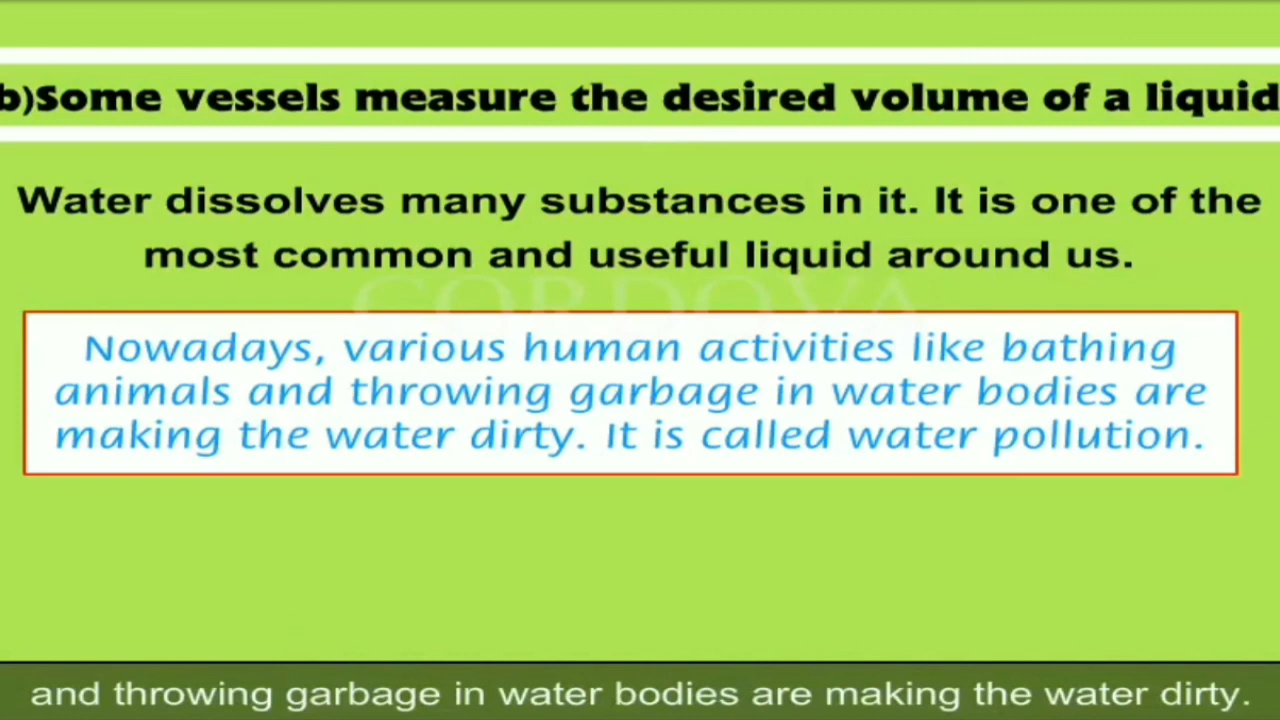 b)Some vessels measure the desired volume of a liquid
Water dissolves many substances in it. It is one of the
most common and useful liquid around us.
CORDOVA
Nowadays, various human activities like bathing
animals and throwing garbage in water bodies are
making the water dirty. It is called water pollution.
and throwing garbage in water bodies are making the water dirty.